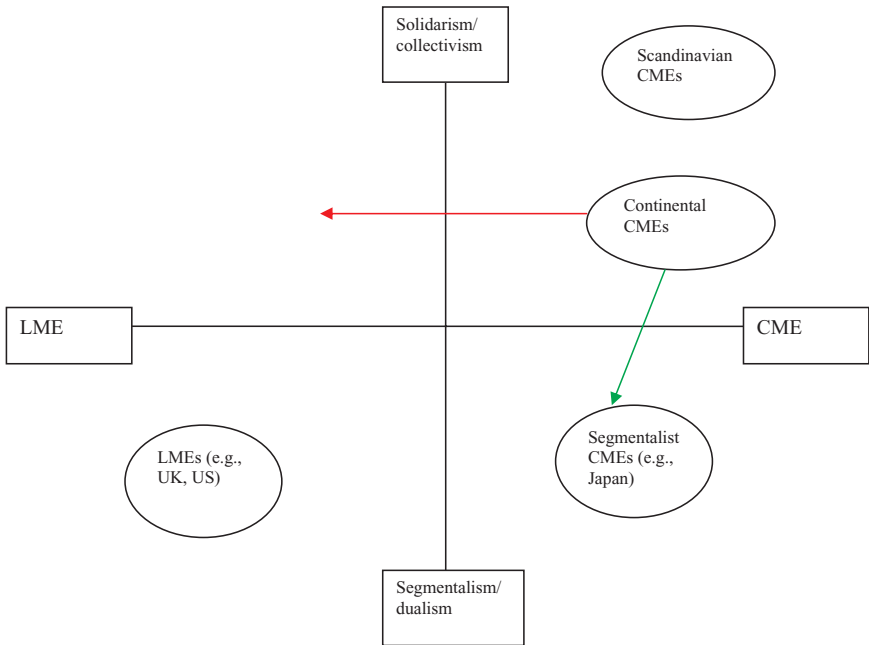 Solidarism/
collectivism
Scandinavian
CMEs
Continental
CMEs
LME
CME
LMEs (e.g.,
UK, US)
Segmentalist
CMEs (e.g.,
Japan)
Segmentalism/
dualism